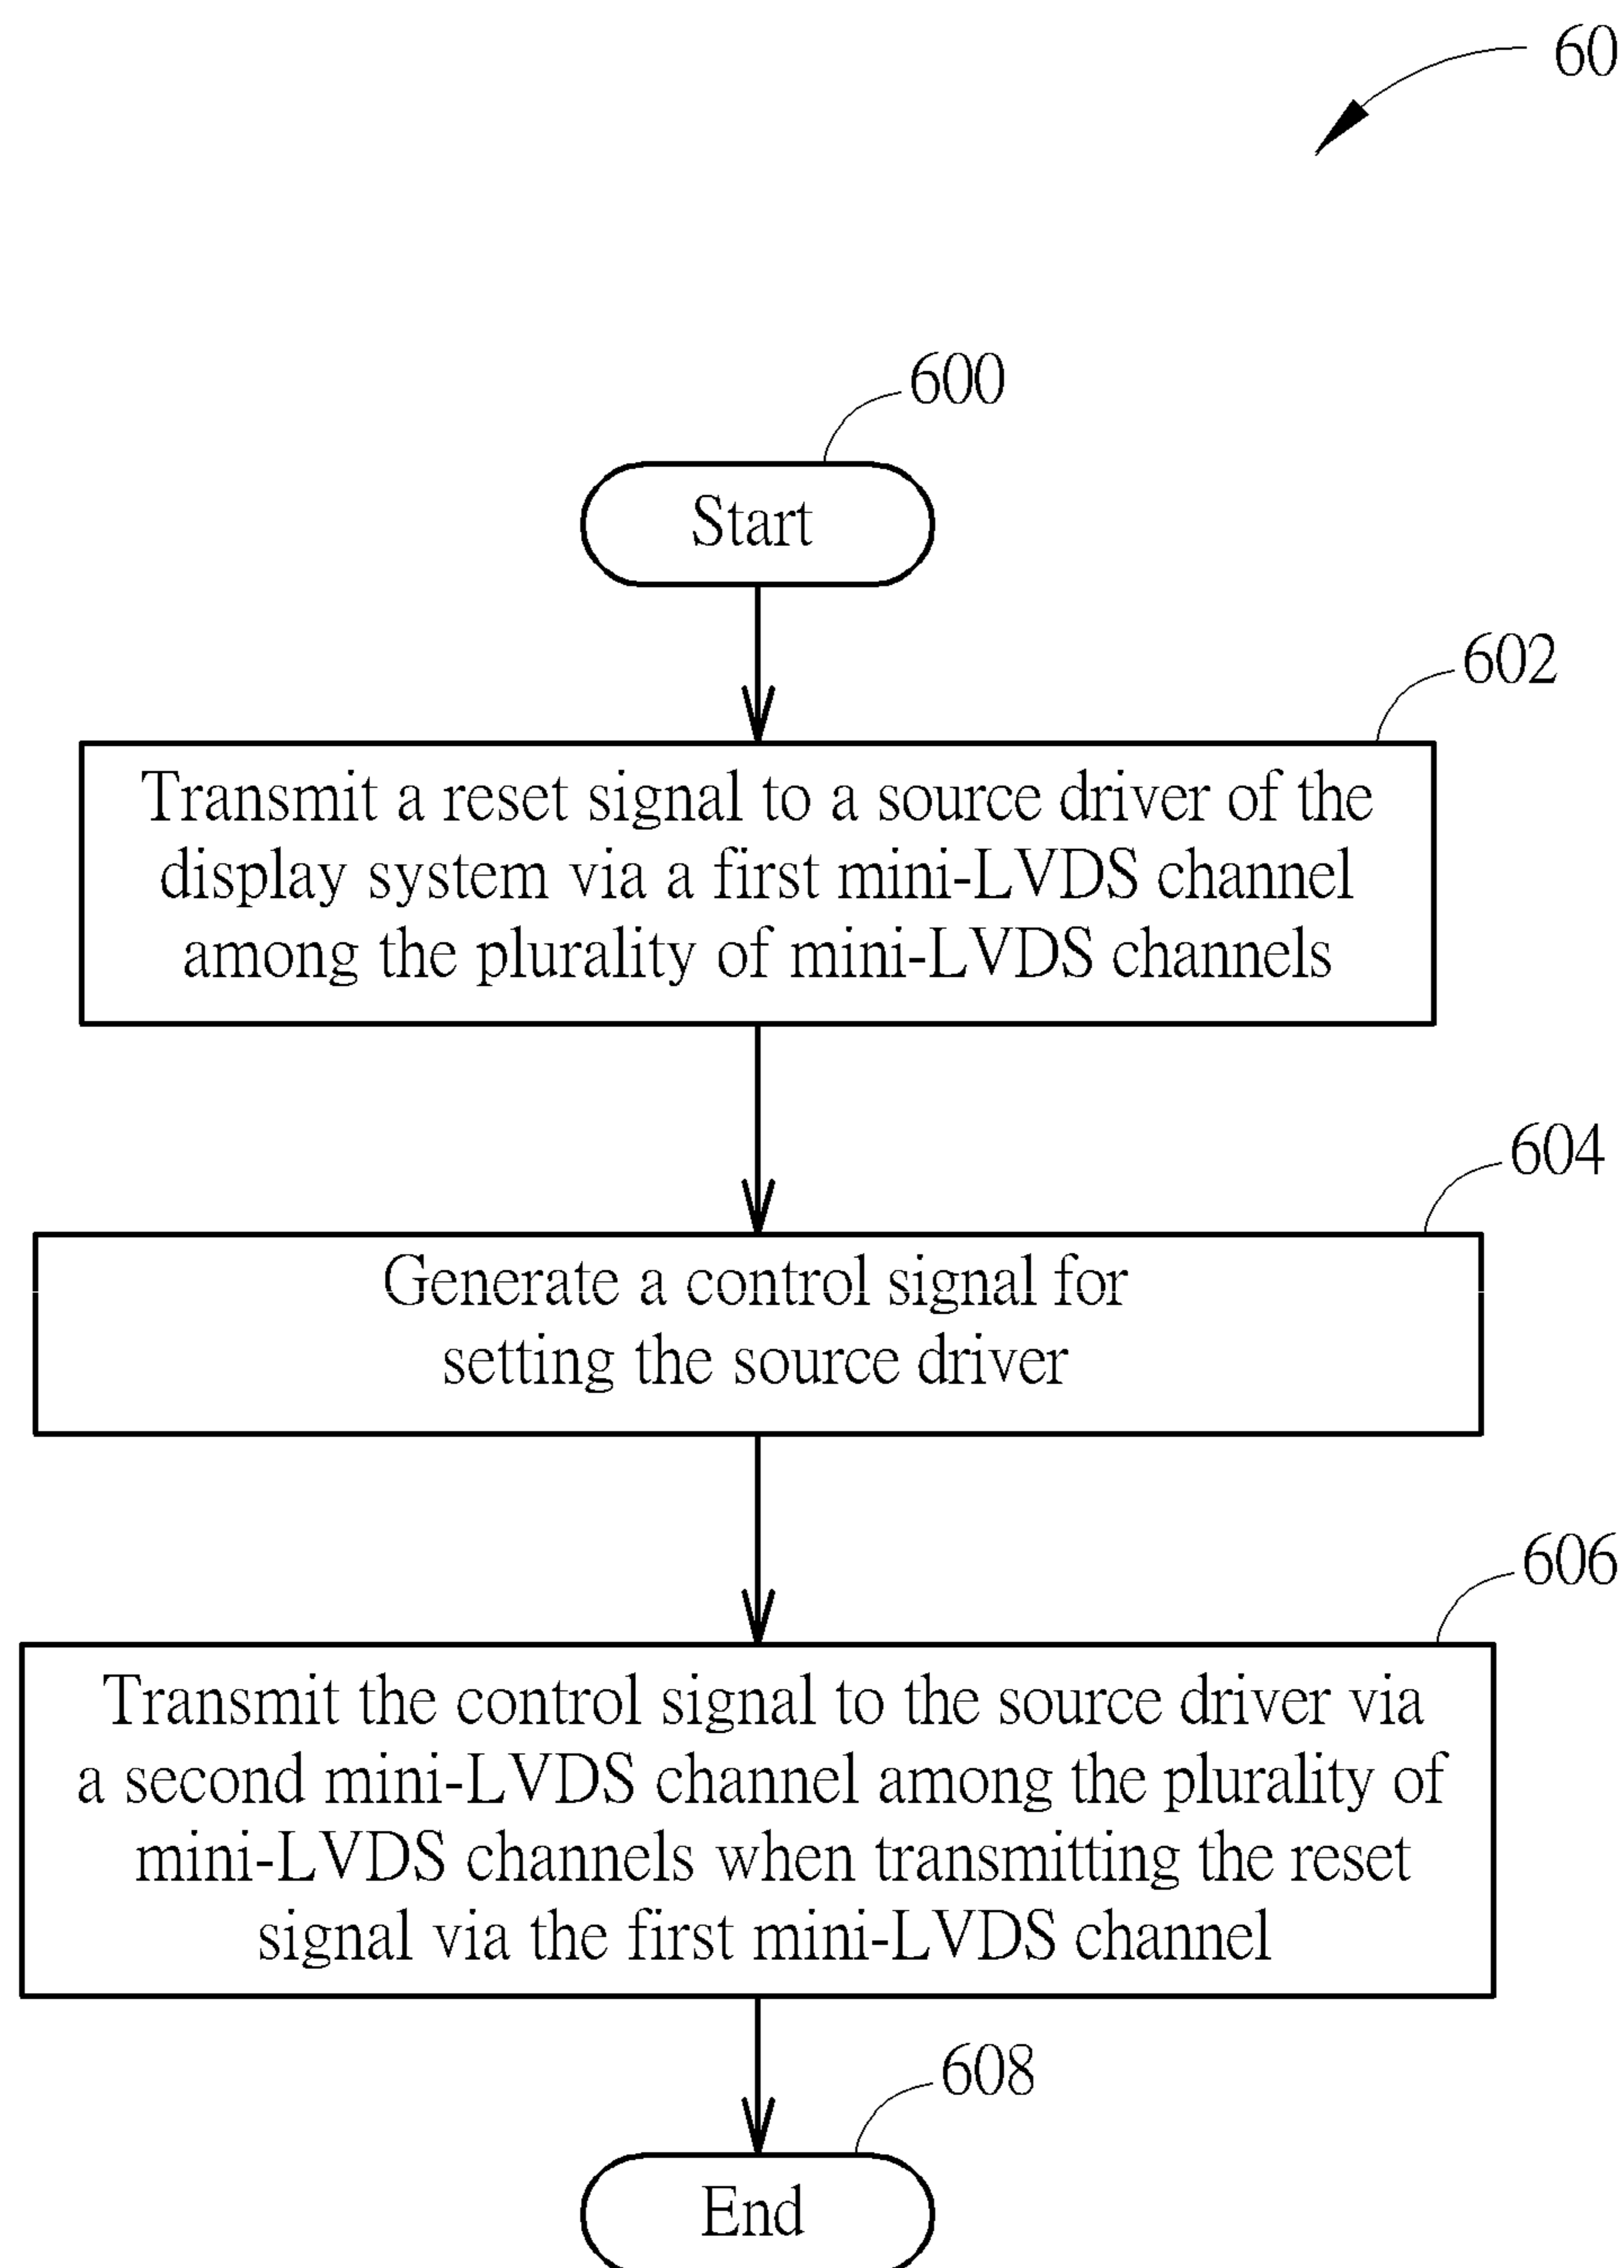 60
600
Start
602
Transmit a reset signal to a source driver of the
display system via a first mini-LVDS channel
among the plurality of mini-LVDS channels
604
Generate a control signal for
setting the source driver
606
Transmit the control signal to the source driver via
a second mini-LVDS channel among the plurality of
mini-LVDS channels when transmitting the reset
signal via the first mini-LVDS channel
608
End